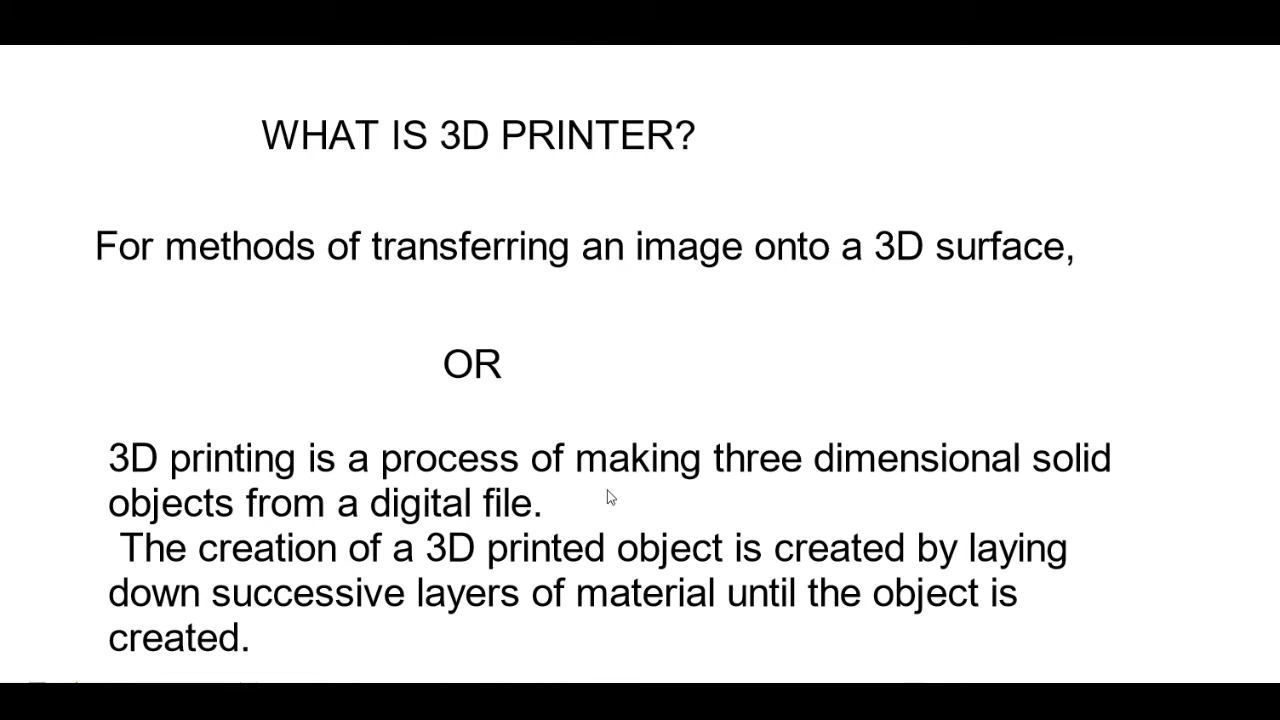 WHAT IS 3D PRINTER?
For methods of transferring an image onto a 3D surface,
OR
3D printing is a process of making three dimensional solid
objects from a digital file.
The creation of a 3D printed object is created by laying
down successive layers of material until the object is
created.